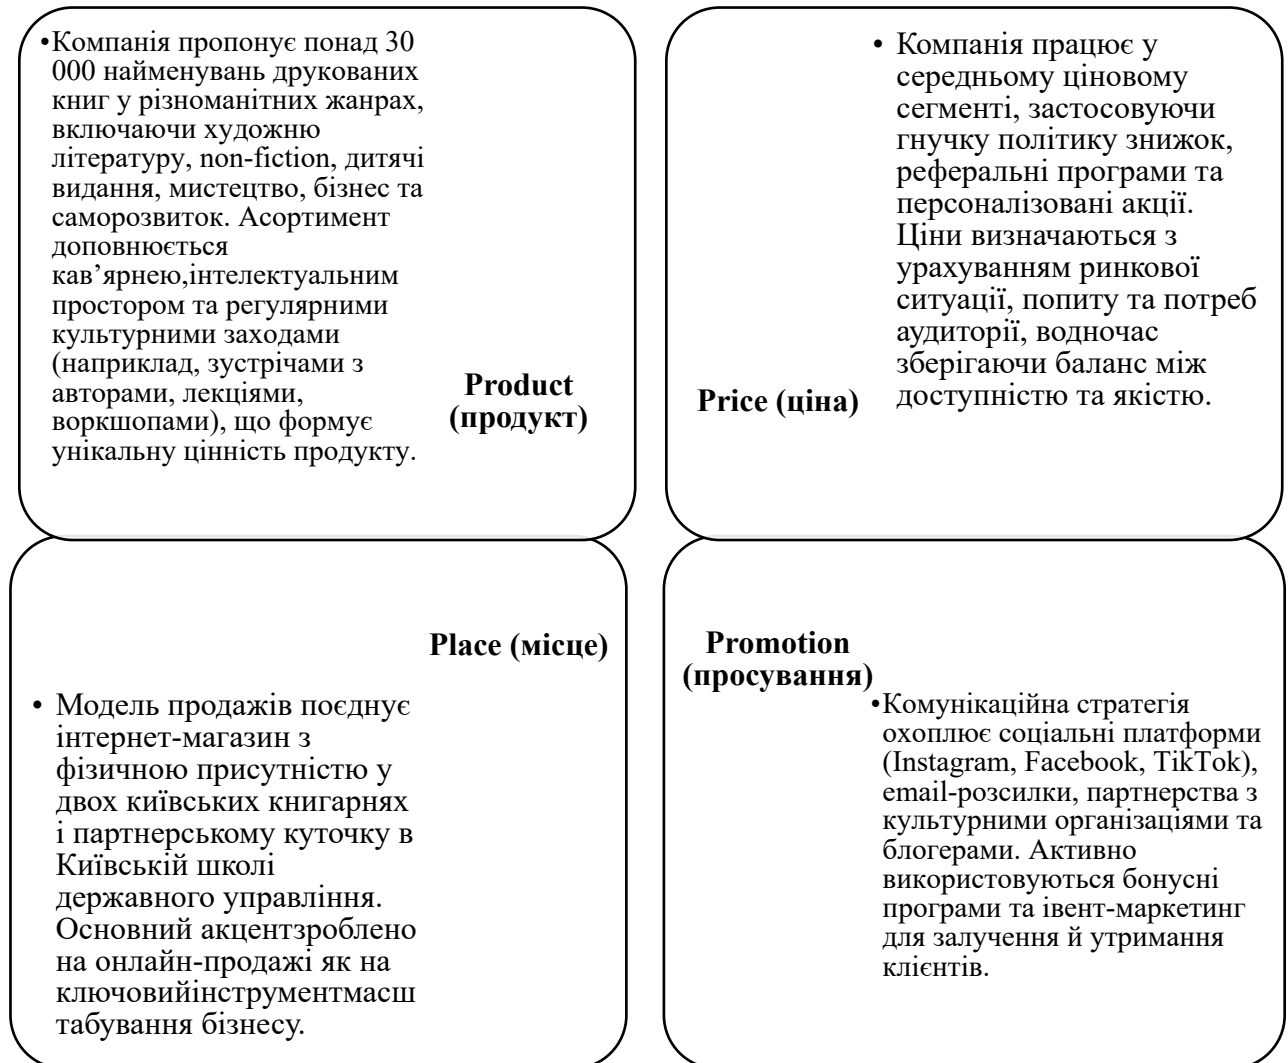 •Компанія пропонує понад 30
000 найменувань друкованих
книг у різноманітних жанрах,
включаючи художню
літературу, non-fiction, дитячі
видання, мистецтво, бізнес та
саморозвиток. Асортимент
доповнюється
кав’ярнею,інтелектуальним
простором та регулярними
культурними заходами
(наприклад, зустрічами з
авторами, лекціями,
воркшопами), що формує
унікальну цінність продукту.
Product
(продукт)
• Компанія працює у
середньому ціновому
сегменті, застосовуючи
гнучку політику знижок,
реферальні програми та
персоналізовані акції.
Ціни визначаються з
урахуванням ринкової
ситуації, попиту та потреб
аудиторії, водночас
зберігаючи баланс між
доступністю та якістю.
Price (ціна)
Place (місце)
• Модель продажів поєднує
інтернет-магазин з
фізичною присутністю у
двох київських книгарнях
і партнерському куточку в
Київській школі
державного управління.
Основний акцентзроблено
на онлайн-продажі як на
ключовийінструментмасш
табування бізнесу.
Promotion
(просування)
•Комунікаційна стратегія
охоплює соціальні платформи
(Instagram, Facebook, TikTok),
email-розсилки, партнерства з
культурними організаціями та
блогерами. Активно
використовуються бонусні
програми та івент-маркетинг
для залучення й утримання
клієнтів.